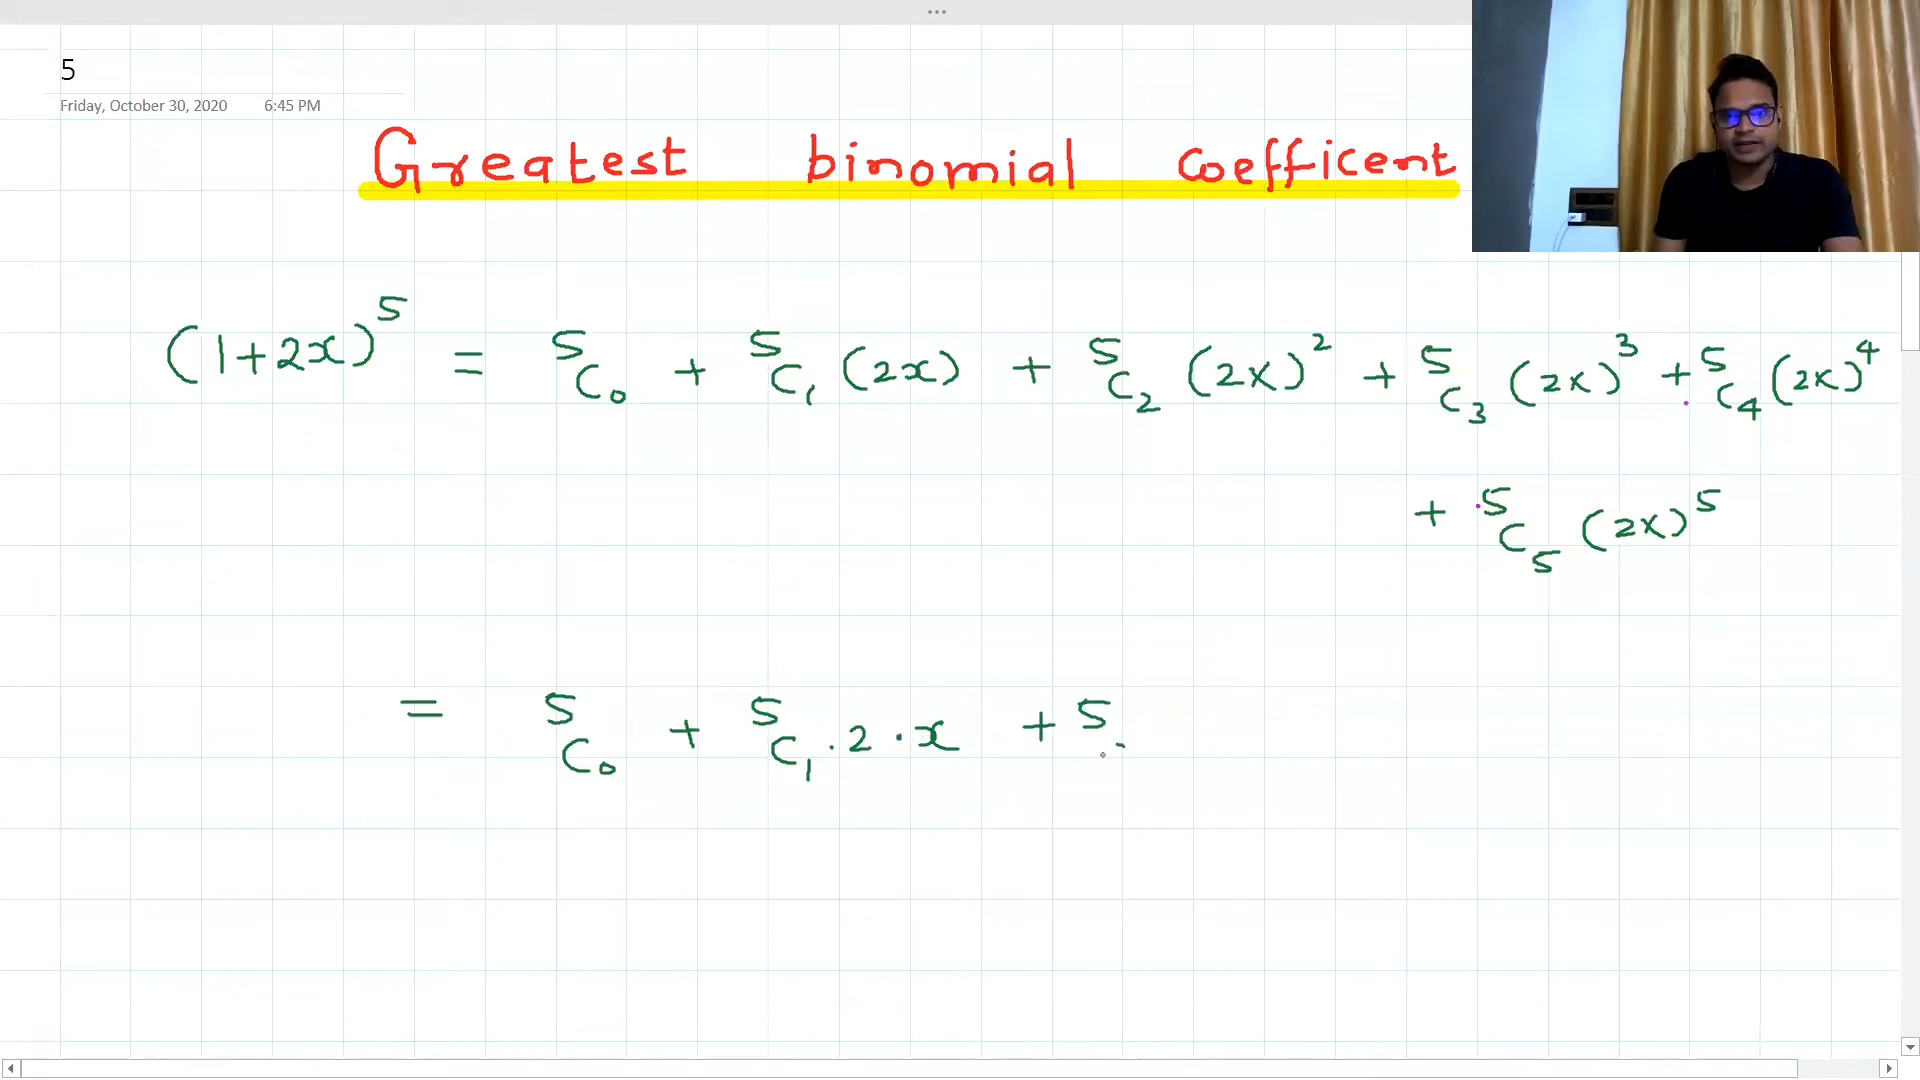 5
Friday, October 30, 2020 6:45 PM
Greatest binomial coefficent
(1+2x)⁵ = ⁵C₀ + ⁵C₁ (2x) + ⁵C₂ (2x)² + ⁵C₃ (2x)³ + ⁵C₄ (2x)⁴
+ ⁵C₅ (2x)⁵
= ⁵C₀ + ⁵C₁ · 2 · x + 5